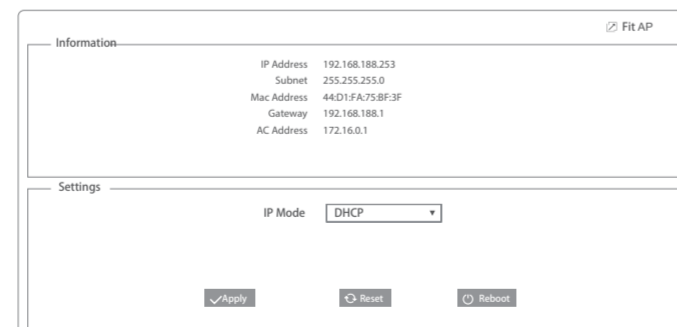 Fit AP
Information
IP Address 192.168.188.253
Subnet 255.255.255.0
Mac Address 44:D1:FA:75:BF:3F
Gateway 192.168.188.1
AC Address 172.16.0.1
Settings
IP Mode DHCP
Apply Reset Reboot